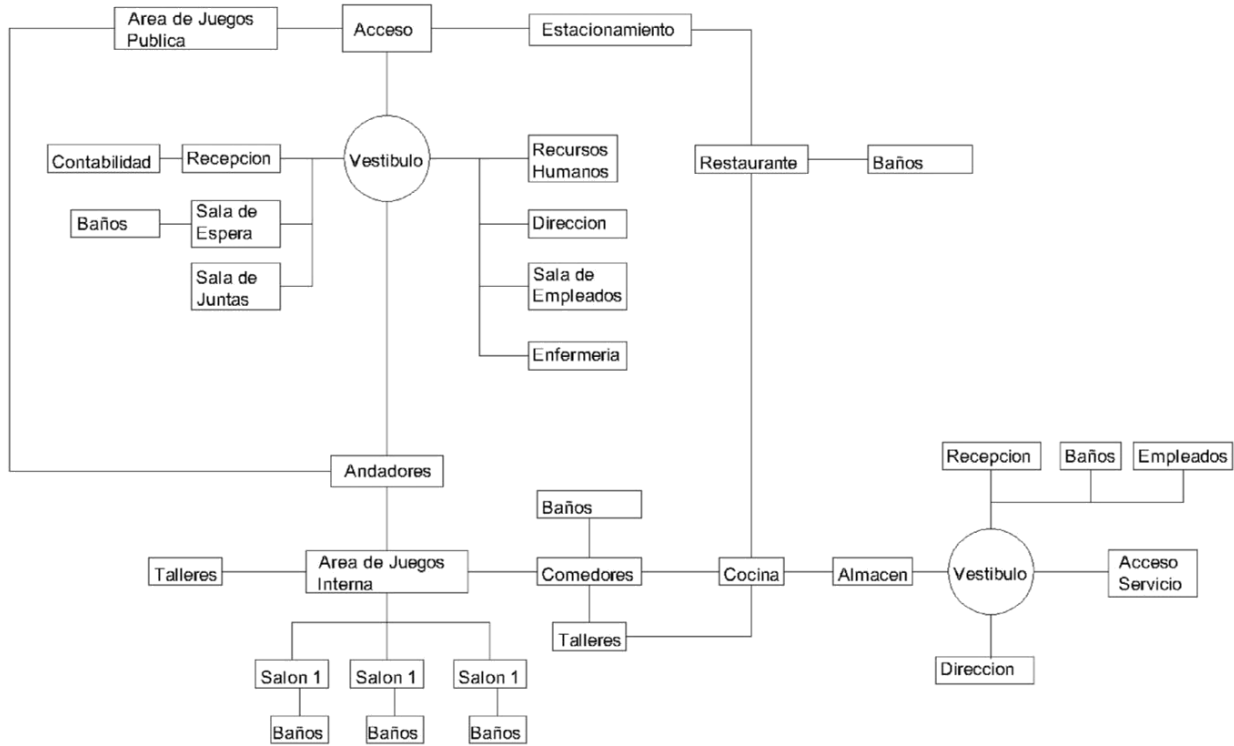 Area de Juegos
Publica
Acceso
Estacionamiento
Contabilidad
Recepcion
Vestibulo
Recursos
Humanos
Restaurante
Baños
Baños
Sala de
Espera
Direccion
Sala de
Juntas
Sala de
Empleados
Enfermeria
Andadores
Recepcion
Baños
Empleados
Baños
Talleres
Area de Juegos
Interna
Comedores
Cocina
Almacen
Vestibulo
Acceso
Servicio
Talleres
Salon 1
Salon 1
Salon 1
Direccion
Baños
Baños
Baños